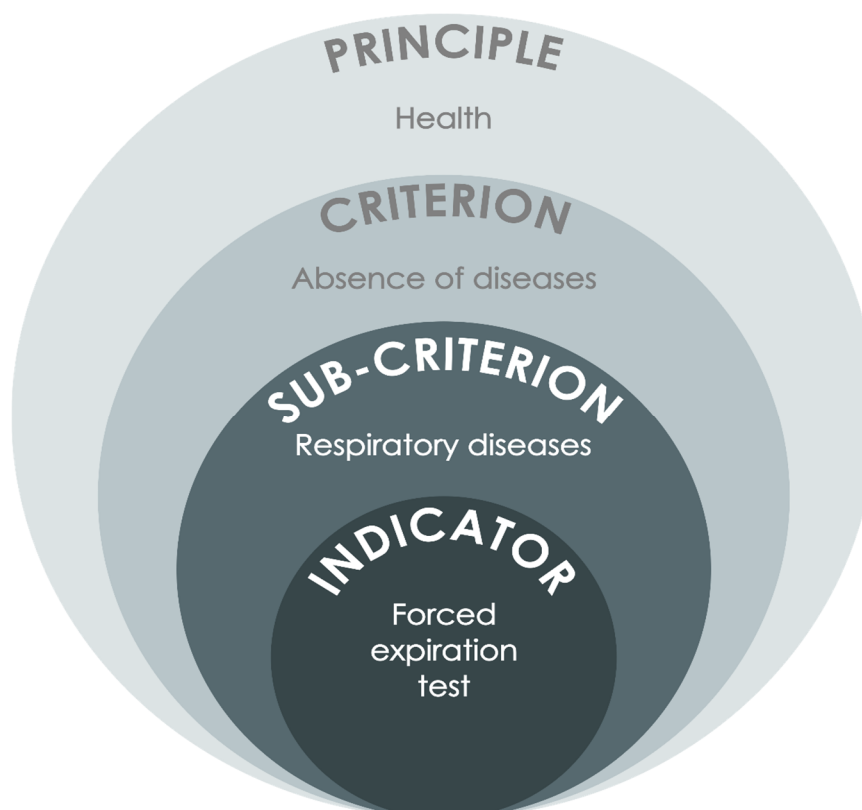 PRINCIPLE
Health
CRITERION
Absence of diseases
SUB-CRITERION
Respiratory diseases
INDICATOR
Forced
expiration
test